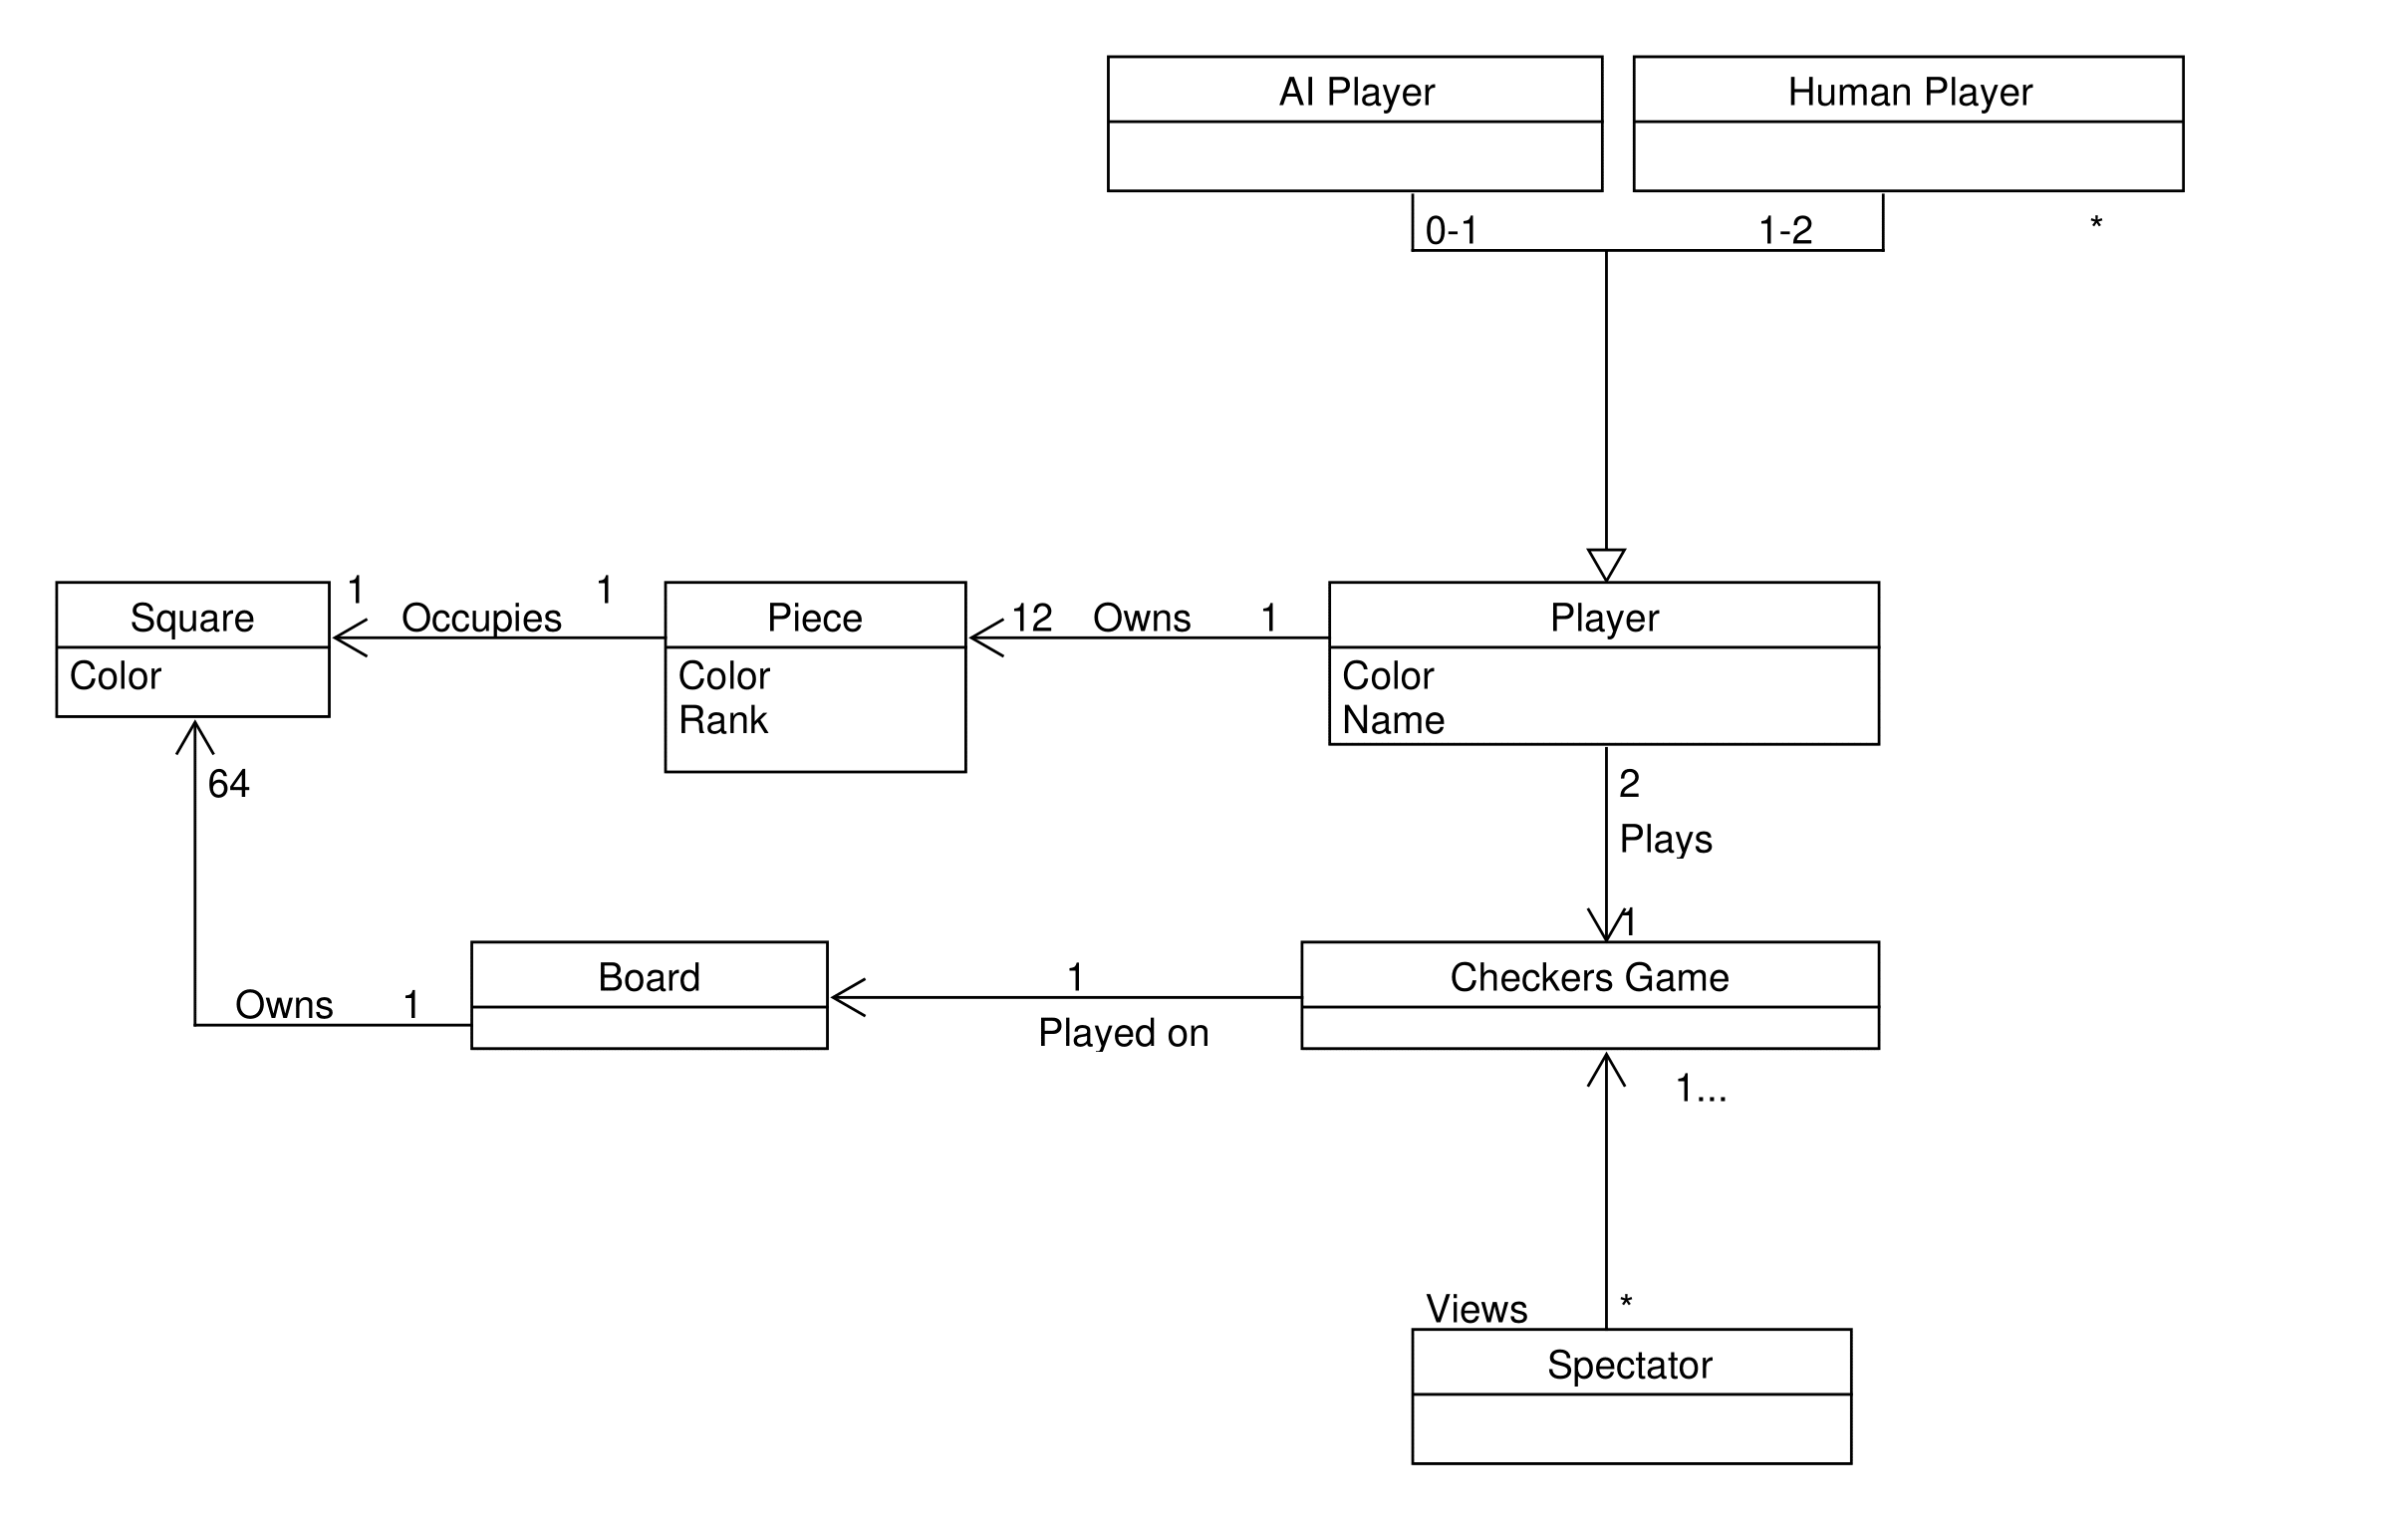 AI Player
Human Player
0-1
1-2
*
Square
Color
1
Occupies
1
Piece
Color
Rank
12
Owns
1
Player
Color
Name
64
2
Plays
1
Owns
1
Board
1
Played on
Checkers Game
1...
Views
*
Spectator